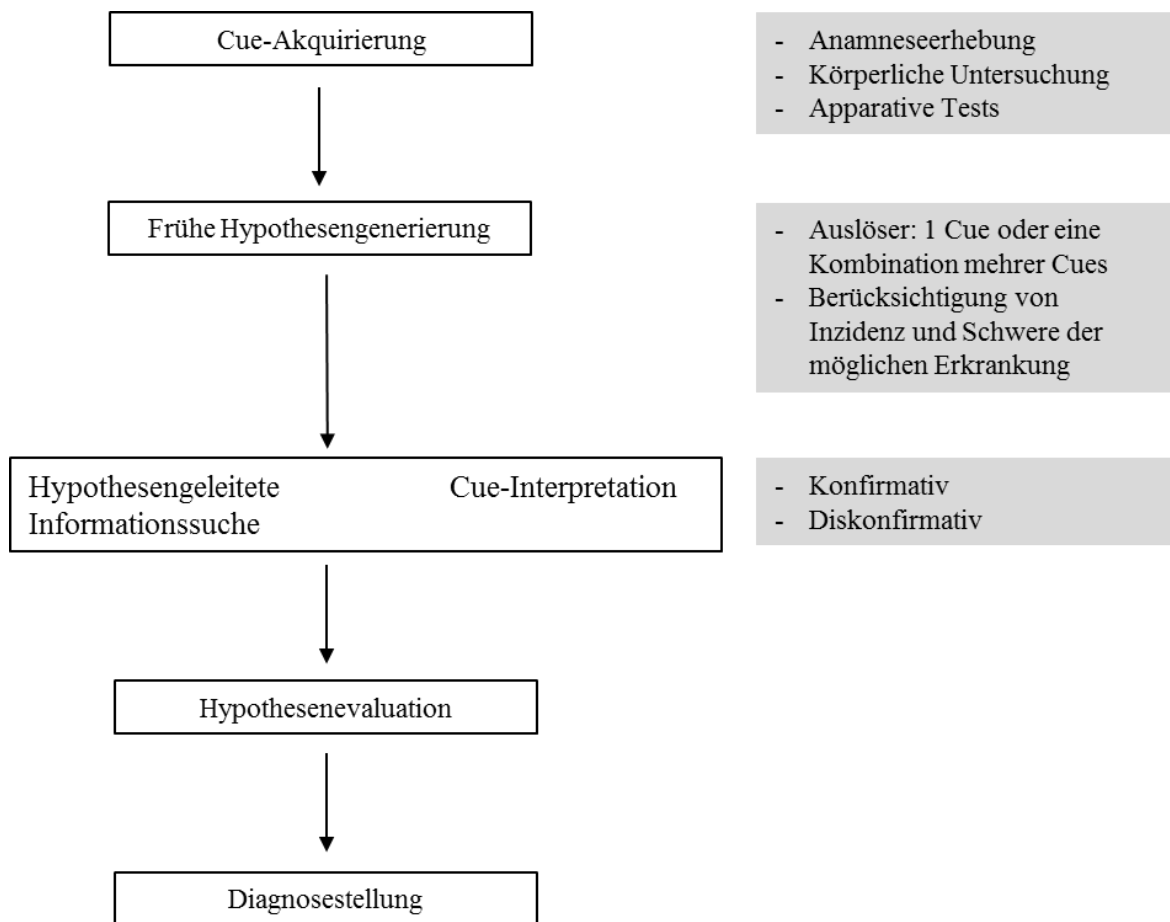 Cue-Akquirierung
- Anamneseerhebung
- Körperliche Untersuchung
- Apparative Tests
Frühe Hypothesengenerierung
- Auslöser: 1 Cue oder eine
Kombination mehrer Cues
- Berücksichtigung von
Inzidenz und Schwere der
möglichen Erkrankung
Hypothesengeleitete
Informationssuche
Cue-Interpretation
- Konfirmativ
- Diskonfirmativ
Hypothesenevaluation
Diagnosestellung